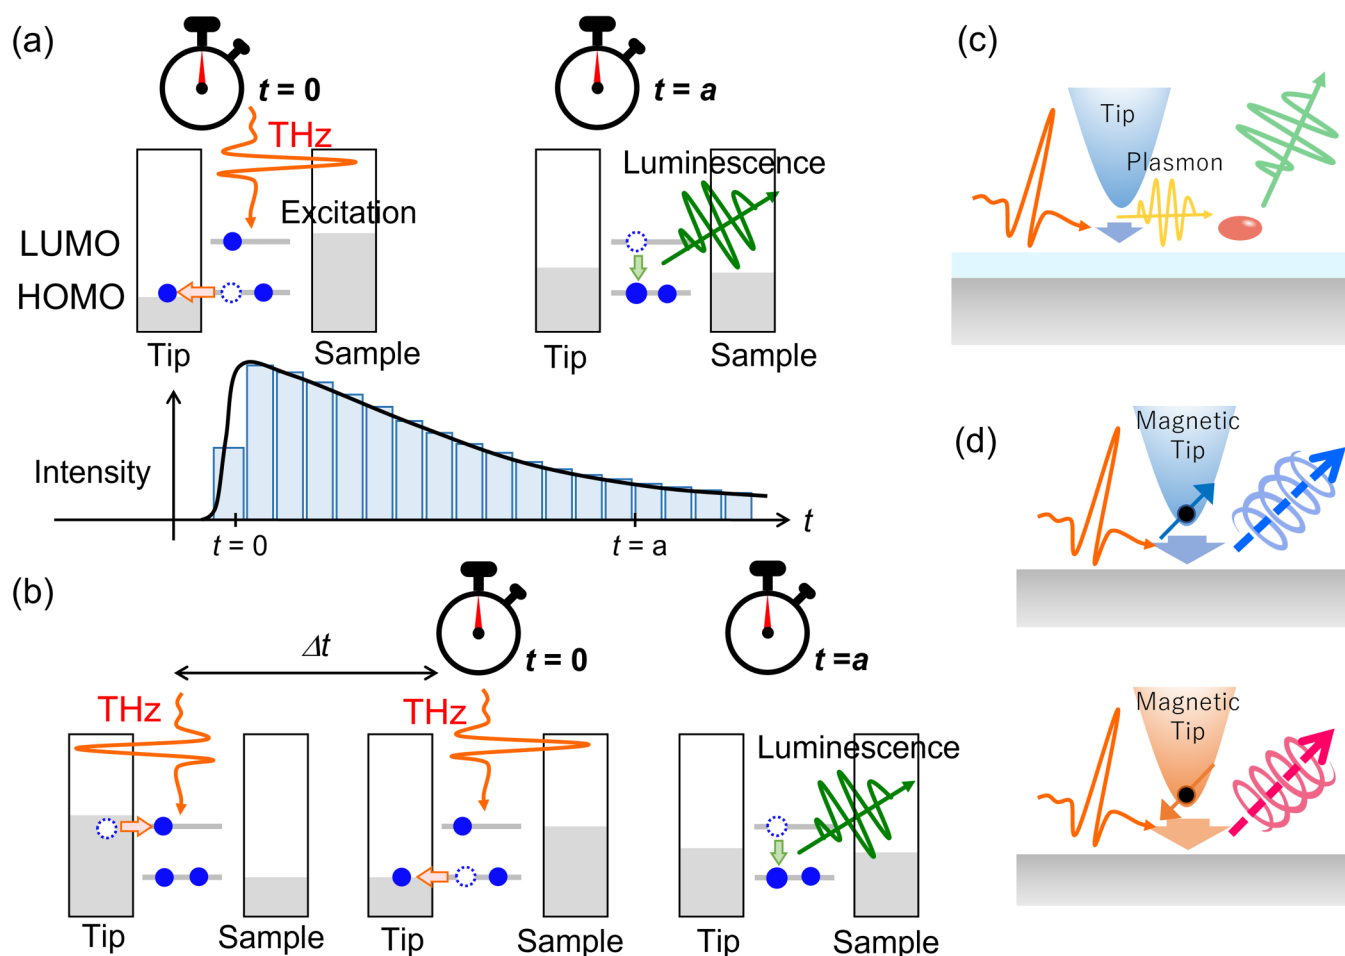 (a)
t = 0
THz
t = a
Luminescence
Excitation
LUMO
HOMO
Tip
Sample
Tip
Sample
Intensity
t
t = 0
t = a
(b)
Δt
t = 0
t =a
THz
THz
Luminescence
Tip
Sample
Tip
Sample
Tip
Sample
(c)
Tip
Plasmon
(d)
Magnetic
Tip
Magnetic
Tip